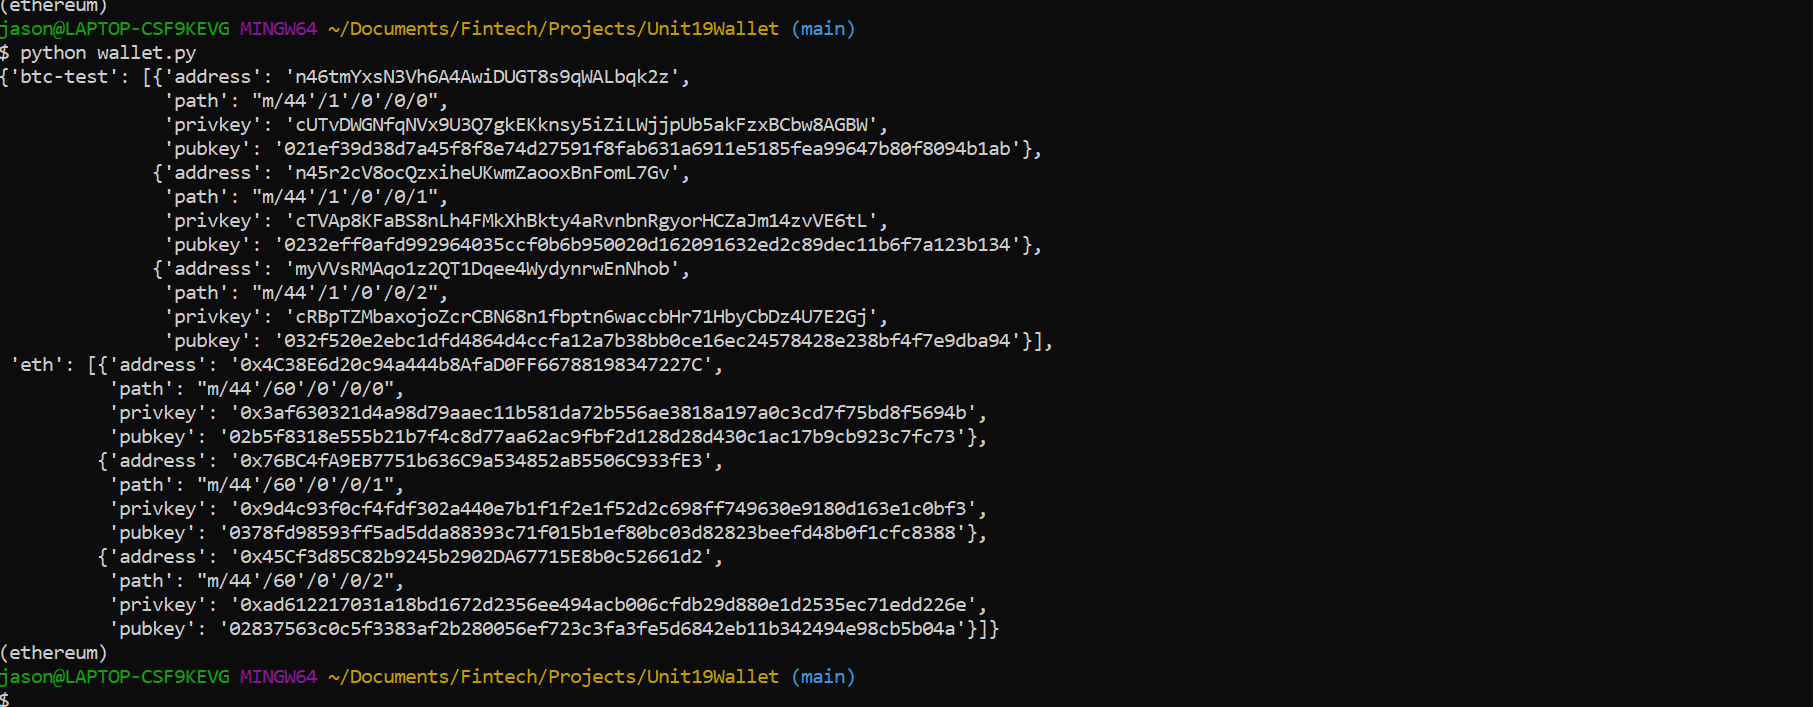 (ethereum)
jason@LAPTOP-CSF9KEVG MINGW64 ~/Documents/Fintech/Projects/Unit19Wallet (main)
$ python wallet.py
{'btc-test': [{'address': 'n46tmYxsN3Vh6A4AwiDUGT8s9qWALbqk2z',
'path': "m/44'/1'/0'/0/0",
'privkey': 'cUTvDWGNfqNVx9U3Q7gkEKknsy5iZiLWjjpUb5akFzxBCbw8AGBW',
'pubkey': '021ef39d38d7a45f8f8e74d27591f8fab631a6911e5185fea99647b80f8094b1ab'},
{'address': 'n45r2cV8ocQzxiheUKwmZaooxBnFomL7Gv',
'path': "m/44'/1'/0'/0/1",
'privkey': 'cTVAp8KFaBS8nLh4FMkXhBkty4aRvnbnRgyorHCZaJm14zvVE6tL',
'pubkey': '0232eff0afd992964035ccf0b6b950020d162091632ed2c89dec11b6f7a123b134'},
{'address': 'myVVsRMAqo1z2QT1Dqee4WydynrwEnNhob',
'path': "m/44'/1'/0'/0/2",
'privkey': 'cRBpTZMbaxojoZcrCBN68n1fbptn6waccbHr71HbyCbDz4U7E2Gj',
'pubkey': '032f520e2ebc1dfd4864d4ccfa12a7b38bb0ce16ec24578428e238bf4f7e9dba94'}],
'eth': [{'address': '0x4C38E6d20c94a444b8AfaD0FF66788198347227C',
'path': "m/44'/60'/0'/0/0",
'privkey': '0x3af630321d4a98d79aaec11b581da72b556ae3818a197a0c3cd7f75bd8f5694b',
'pubkey': '02b5f8318e555b21b7f4c8d77aa62ac9fbf2d128d28d430c1ac17b9cb923c7fc73'},
{'address': '0x76BC4fA9EB7751b636C9a534852aB5506C933fE3',
'path': "m/44'/60'/0'/0/1",
'privkey': '0x9d4c93f0cf4fdf302a440e7b1f1f2e1f52d2c698ff749630e9180d163e1c0bf3',
'pubkey': '0378fd98593ff5ad5dda88393c71f015b1ef80bc03d82823beefd48b0f1cfc8388'},
{'address': '0x45Cf3d85C82b9245b2902DA67715E8b0c52661d2',
'path': "m/44'/60'/0'/0/2",
'privkey': '0xad612217031a18bd1672d2356ee494acb006cfdb29d880e1d2535ec71edd226e',
'pubkey': '02837563c0c5f3383af2b280056ef723c3fa3fe5d6842eb11b342494e98cb5b04a'}]}
(ethereum)
jason@LAPTOP-CSF9KEVG MINGW64 ~/Documents/Fintech/Projects/Unit19Wallet (main)
$